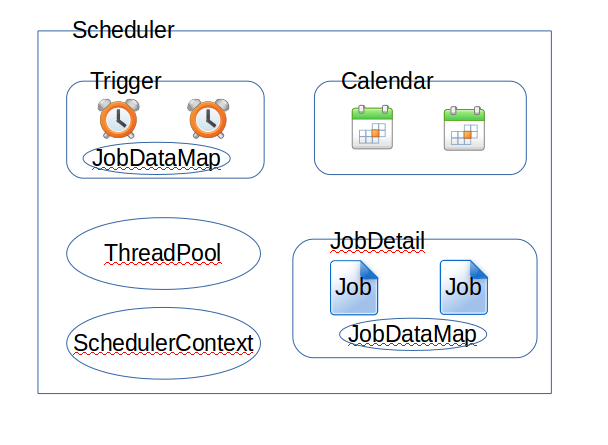 Scheduler
Trigger
JobDataMap
Calendar
ThreadPool
SchedulerContext
JobDetail
Job
Job
JobDataMap